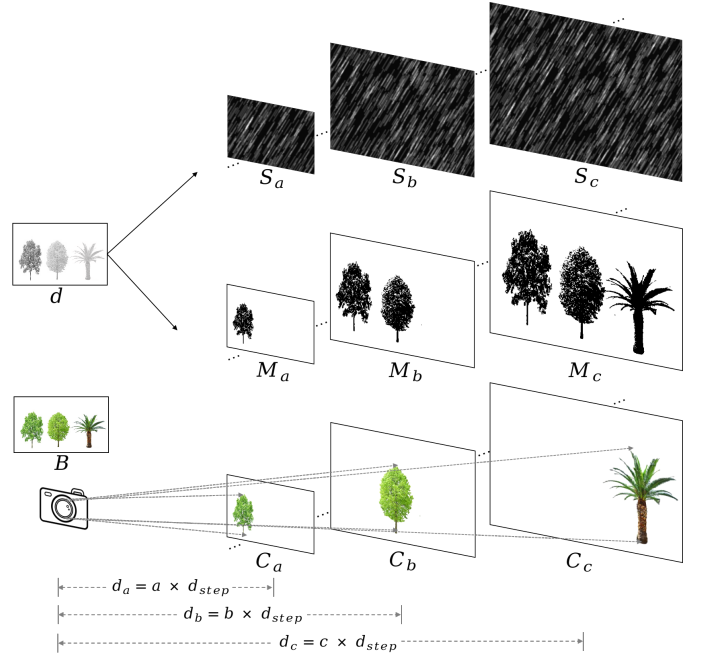 S_a
S_b
S_c
d
M_a
M_b
M_c
B
C_a
C_b
C_c
d_a = a × d_step
d_b = b × d_step
d_c = c × d_step